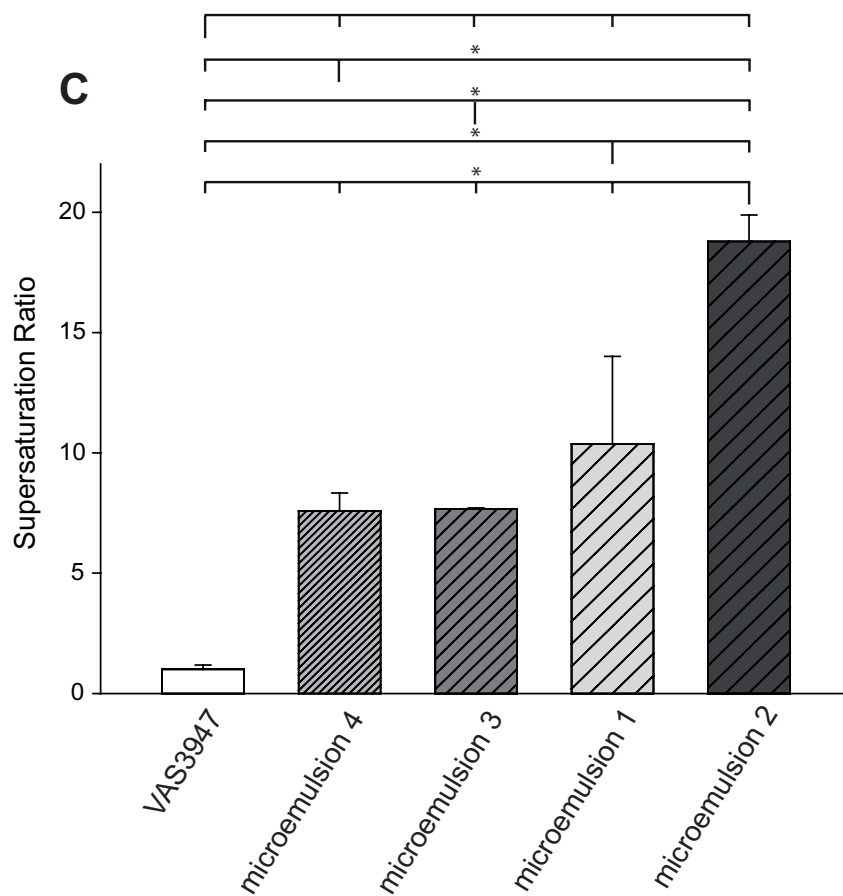 *
C
*
*
*
20
15
10
5
0
Supersaturation Ratio
VAS3947
microemulsion 4
microemulsion 3
microemulsion 1
microemulsion 2